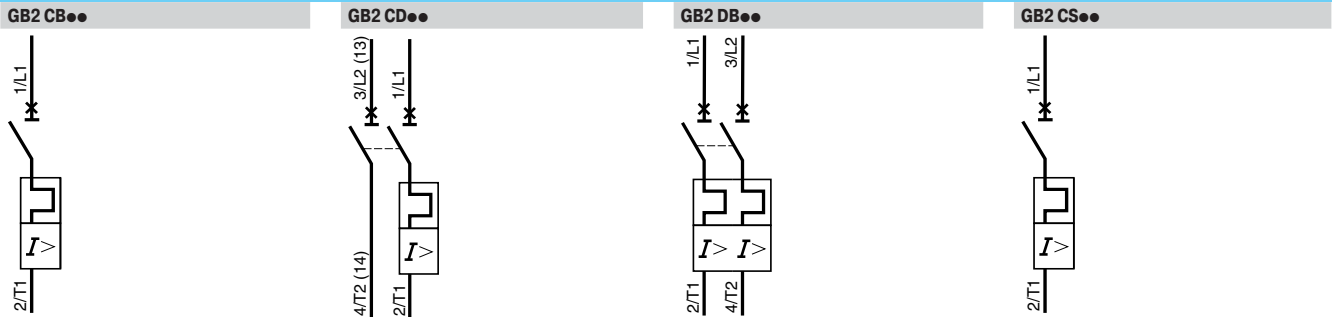 GB2 CB●●
GB2 CD●●
GB2 DB●●
GB2 CS●●
1/L1
3/L2 (13)
1/L1
1/L1
3/L2
1/L1
I>
I>
I> I>
I>
2/T1
4/T2 (14)
2/T1
2/T1
4/T2
2/T1